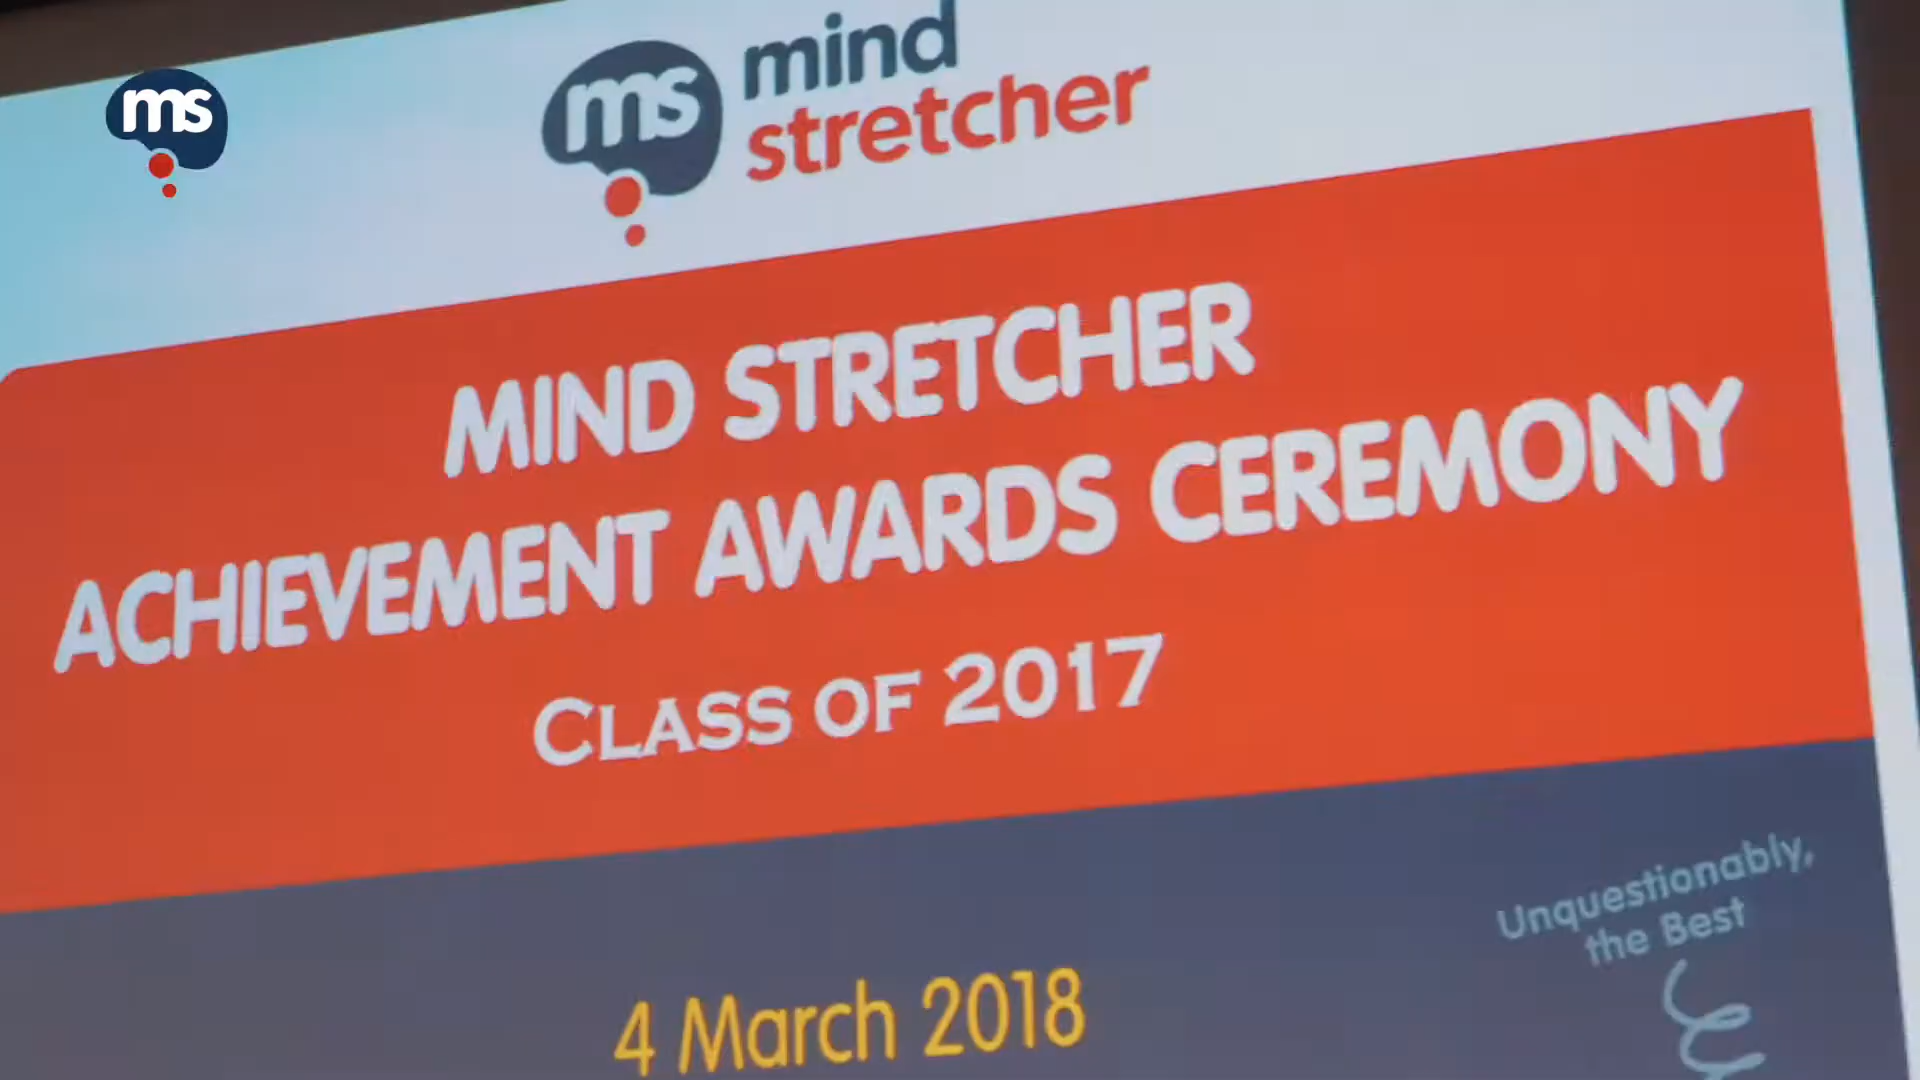 ms
ms
mind
stretcher
MIND STRETCHER
ACHIEVEMENT AWARDS CEREMONY
CLASS OF 2017
Unquestionably,
the Best
4 March 2018